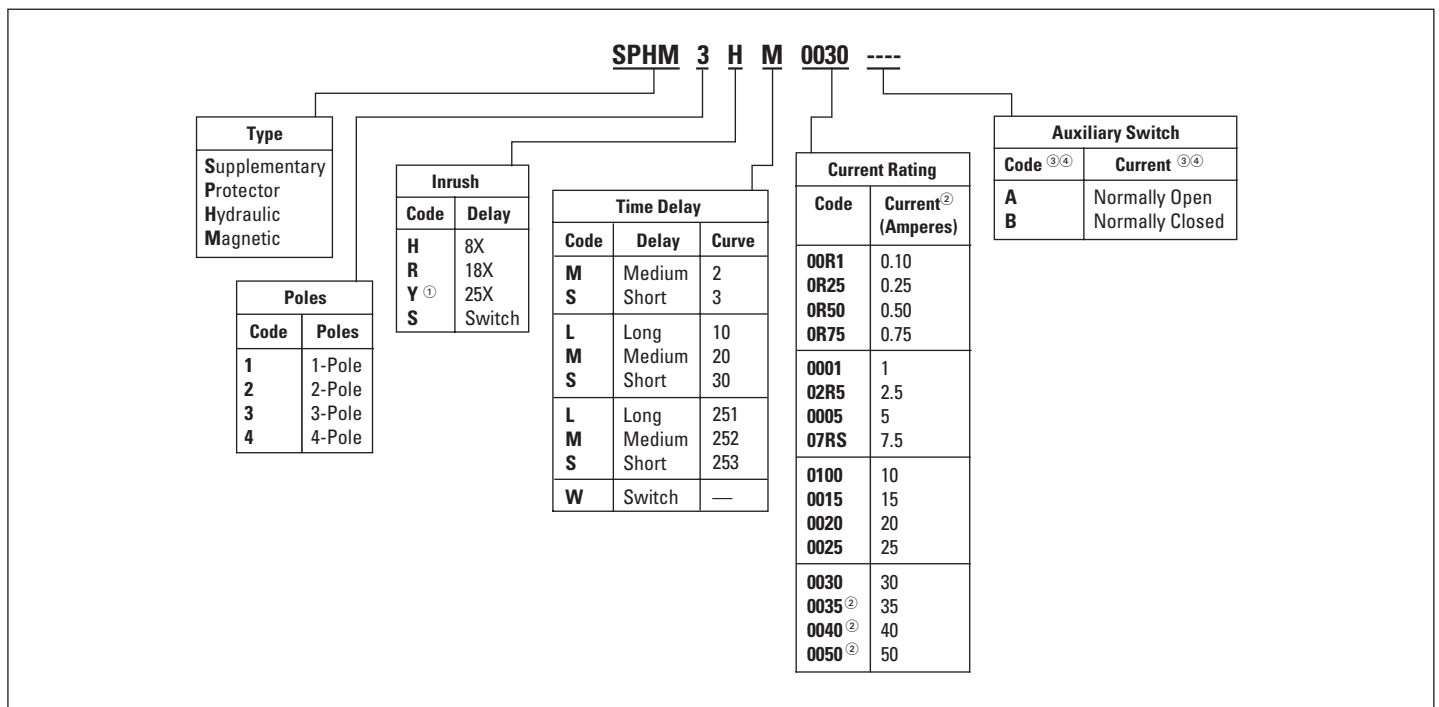 SPHM 3 H M 0030 ----
Type
Supplementary
Protector
Hydraulic
Magnetic
Poles
Code Poles
1 1-Pole
2 2-Pole
3 3-Pole
4 4-Pole
Inrush
Code Delay
H 8X
R 18X
Y ① 25X
S Switch
Time Delay
Code Delay Curve
M Medium 2
S Short 3
L Long 10
M Medium 20
S Short 30
L Long 251
M Medium 252
S Short 253
W Switch —
Current Rating
Code Current②
(Amperes)
00R1 0.10
0R25 0.25
0R50 0.50
0R75 0.75
0001 1
02R5 2.5
0005 5
07RS 7.5
0100 10
0015 15
0020 20
0025 25
0030 30
0035② 35
0040② 40
0050② 50
Auxiliary Switch
Code ③④ Current ③④
A Normally Open
B Normally Closed